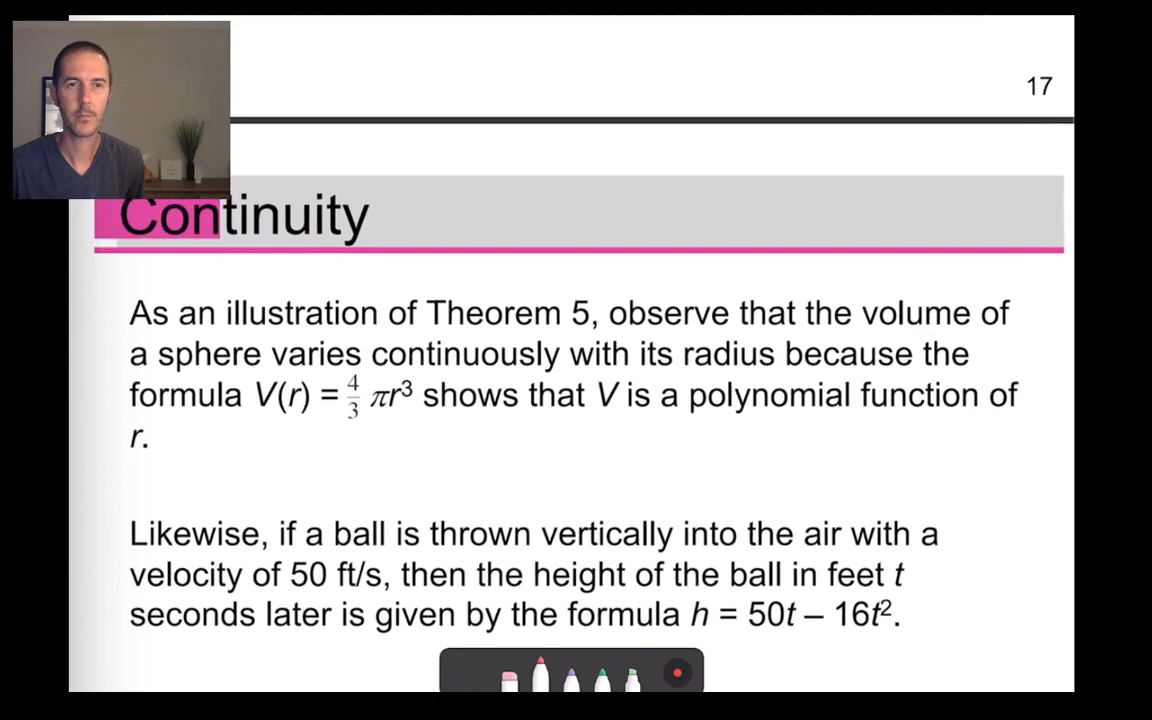 17
Continuity
As an illustration of Theorem 5, observe that the volume of
a sphere varies continuously with its radius because the
formula V(r) = 4/3 πr³ shows that V is a polynomial function of
r.
Likewise, if a ball is thrown vertically into the air with a
velocity of 50 ft/s, then the height of the ball in feet t
seconds later is given by the formula h = 50t – 16t².